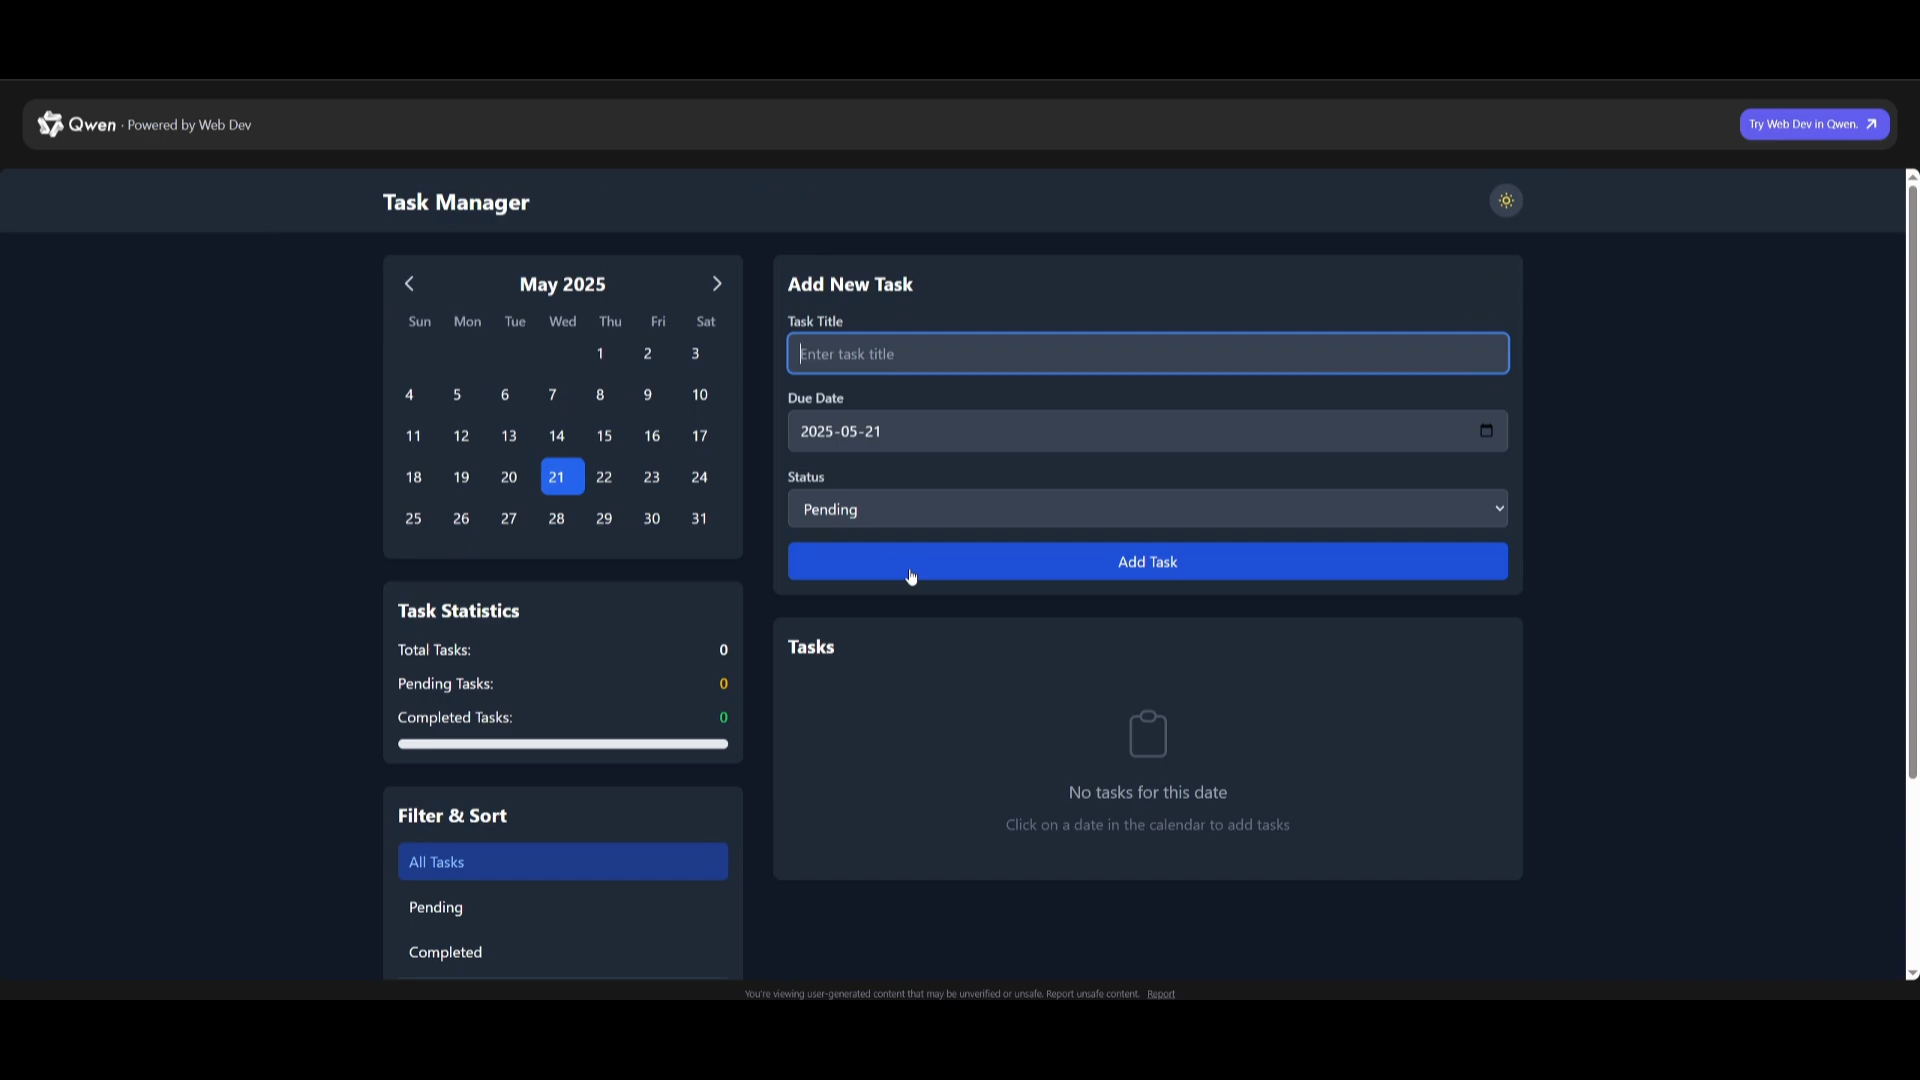 Qwen · Powered by Web Dev
Try Web Dev in Qwen.
Task Manager
May 2025
Sun Mon Tue Wed Thu Fri Sat
1 2 3
4 5 6 7 8 9 10
11 12 13 14 15 16 17
18 19 20 21 22 23 24
25 26 27 28 29 30 31
Task Statistics
Total Tasks: 0
Pending Tasks: 0
Completed Tasks: 0
Filter & Sort
All Tasks
Pending
Completed
Add New Task
Task Title
Enter task title
Due Date
2025-05-21
Status
Pending
Add Task
Tasks
No tasks for this date
Click on a date in the calendar to add tasks
You're viewing user-generated content that may be unverified or unsafe. Report unsafe content. Report